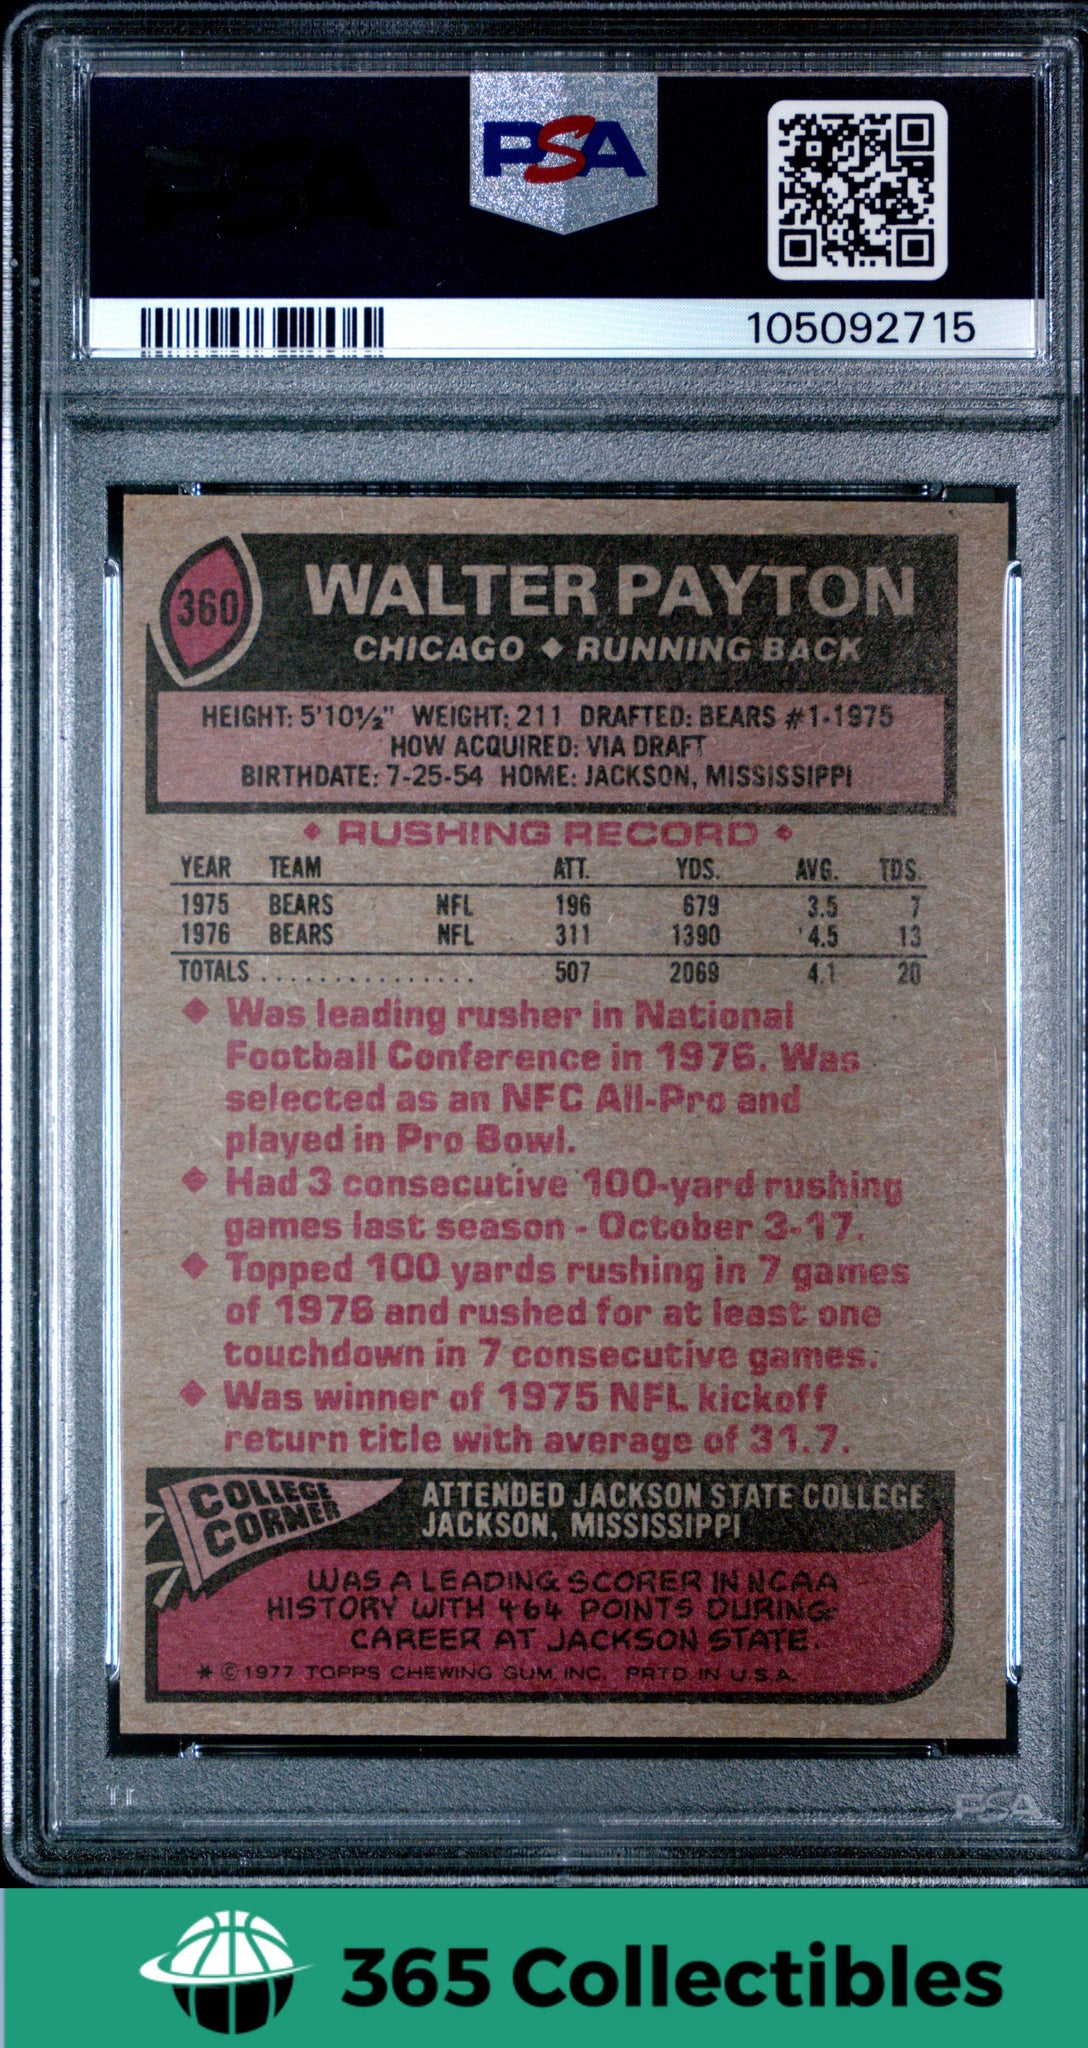 PSA
PSA
105092715
360
WALTER PAYTON
CHICAGO ◆ RUNNING BACK
HEIGHT: 5'10½" WEIGHT: 211 DRAFTED: BEARS #1-1975
HOW ACQUIRED: VIA DRAFT
BIRTHDATE: 7-25-54 HOME: JACKSON, MISSISSIPPI
◆ RUSHING RECORD ◆
YEAR TEAM ATT. YDS. AVG. TDS.
1975 BEARS NFL 196 679 3.5 7
1976 BEARS NFL 311 1390 4.5 13
TOTALS ................ 507 2069 4.1 20
◆ Was leading rusher in National
Football Conference in 1976. Was
selected as an NFC All-Pro and
played in Pro Bowl.
◆ Had 3 consecutive 100-yard rushing
games last season - October 3-17.
◆ Topped 100 yards rushing in 7 games
of 1976 and rushed for at least one
touchdown in 7 consecutive games.
◆ Was winner of 1975 NFL kickoff
return title with average of 31.7.
COLLEGE
CORNER
ATTENDED JACKSON STATE COLLEGE
JACKSON, MISSISSIPPI
WAS A LEADING SCORER IN NCAA
HISTORY WITH 464 POINTS DURING
CAREER AT JACKSON STATE.
* © 1977 TOPPS CHEWING GUM, INC. PRTD IN U.S.A.
PSA
365 Collectibles